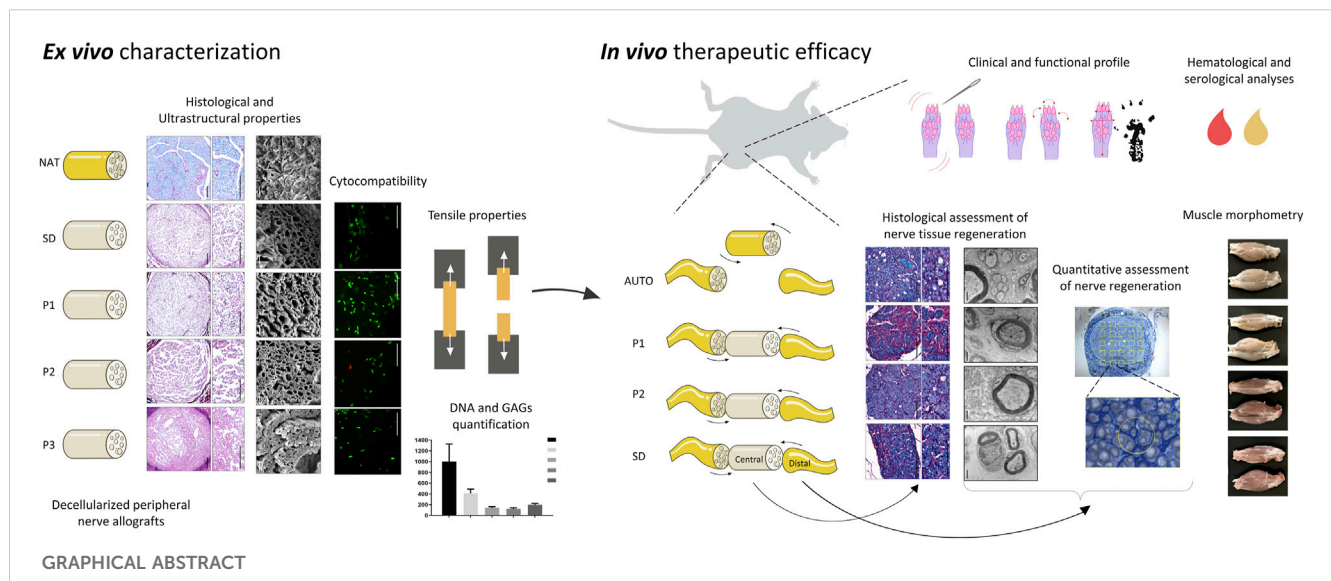 Ex vivo characterization
Histological and
Ultrastructural properties
NAT
SD
P1
P2
P3
Cytocompatibility
Tensile properties
DNA and GAGs
quantification
1400
1200
1000
800
600
400
200
0
Decellularized peripheral
nerve allografts
In vivo therapeutic efficacy
Clinical and functional profile
Hematological and
serological analyses
AUTO
P1
P2
SD
Central
Distal
Histological assessment of
nerve tissue regeneration
Quantitative assessment
of nerve regeneration
Muscle morphometry
GRAPHICAL ABSTRACT